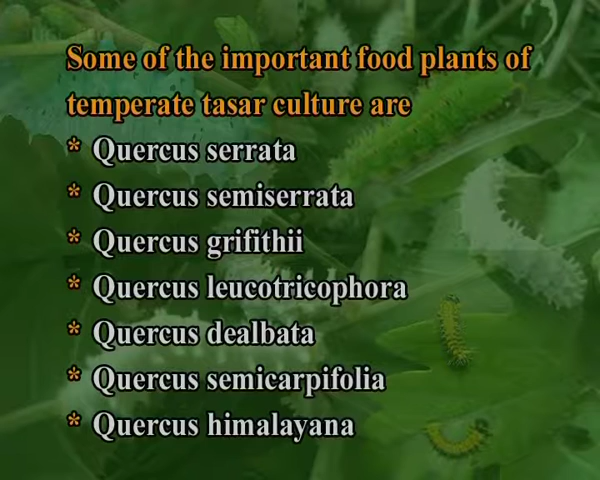 Some of the important food plants of
temperate tasar culture are
* Quercus serrata
* Quercus semiserrata
* Quercus grifithii
* Quercus leucotricophora
* Quercus dealbata
* Quercus semicarpifolia
* Quercus himalayana